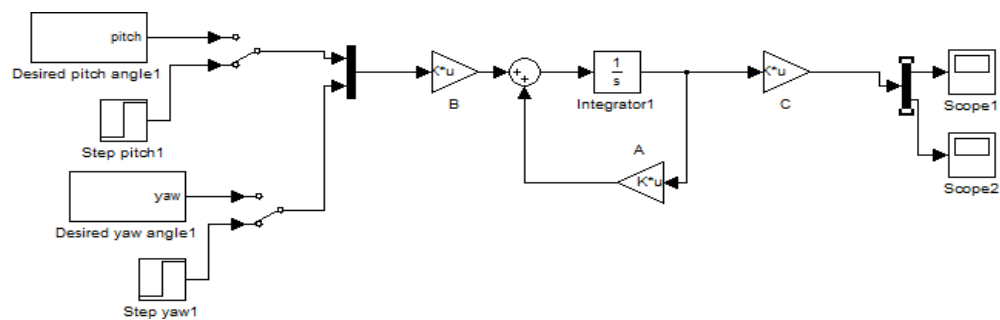 pitch
Desired pitch angle1
Step pitch1
yaw
Desired yaw angle1
Step yaw1
K*u
B
++
1
s
Integrator1
A
K*u
K*u
C
Scope1
Scope2